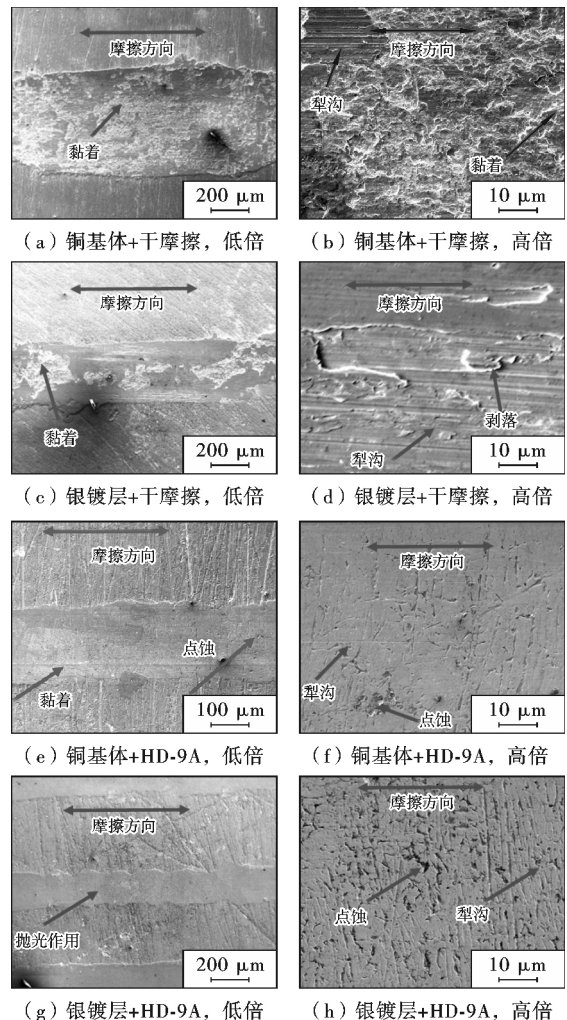 摩擦方向
黏着
200 μm
(a) 铜基体+干摩擦，低倍
摩擦方向
犁沟
黏着
10 μm
(b) 铜基体+干摩擦，高倍
摩擦方向
黏着
200 μm
(c) 银镀层+干摩擦，低倍
摩擦方向
剥落
犁沟
10 μm
(d) 银镀层+干摩擦，高倍
摩擦方向
点蚀
黏着
100 μm
(e) 铜基体+HD-9A，低倍
摩擦方向
犁沟
点蚀
10 μm
(f) 铜基体+HD-9A，高倍
摩擦方向
抛光作用
200 μm
(g) 银镀层+HD-9A，低倍
摩擦方向
点蚀
犁沟
10 μm
(h) 银镀层+HD-9A，高倍